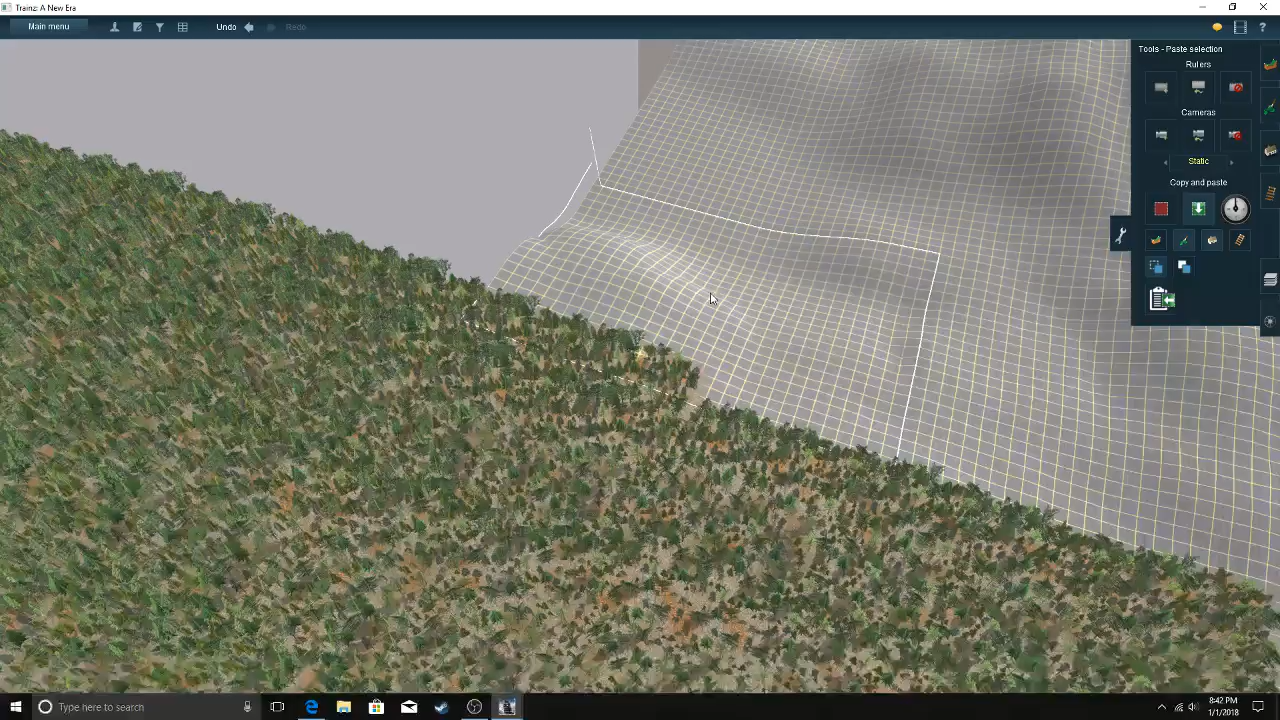 Trainz: A New Era
Main menu
Undo
Redo
?
Tools - Paste selection
Rulers
Cameras
Static
Copy and paste
Type here to search
8:42 PM
1/1/2018